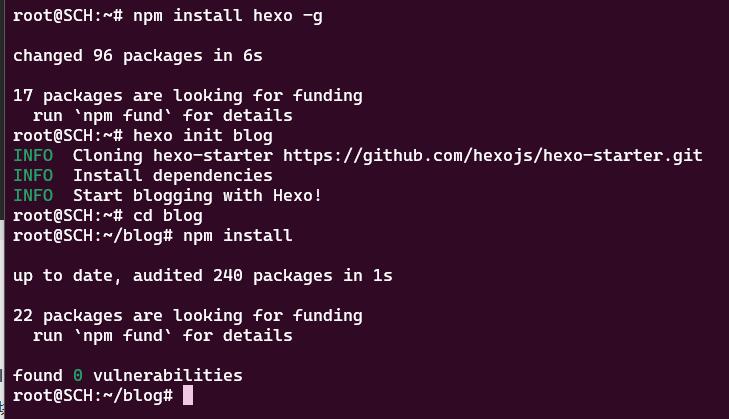 root@SCH:~# npm install hexo -g
changed 96 packages in 6s
17 packages are looking for funding
run `npm fund` for details
root@SCH:~# hexo init blog
INFO  Cloning hexo-starter https://github.com/hexojs/hexo-starter.git
INFO  Install dependencies
INFO  Start blogging with Hexo!
root@SCH:~# cd blog
root@SCH:~/blog# npm install
up to date, audited 240 packages in 1s
22 packages are looking for funding
run `npm fund` for details
found 0 vulnerabilities
root@SCH:~/blog#